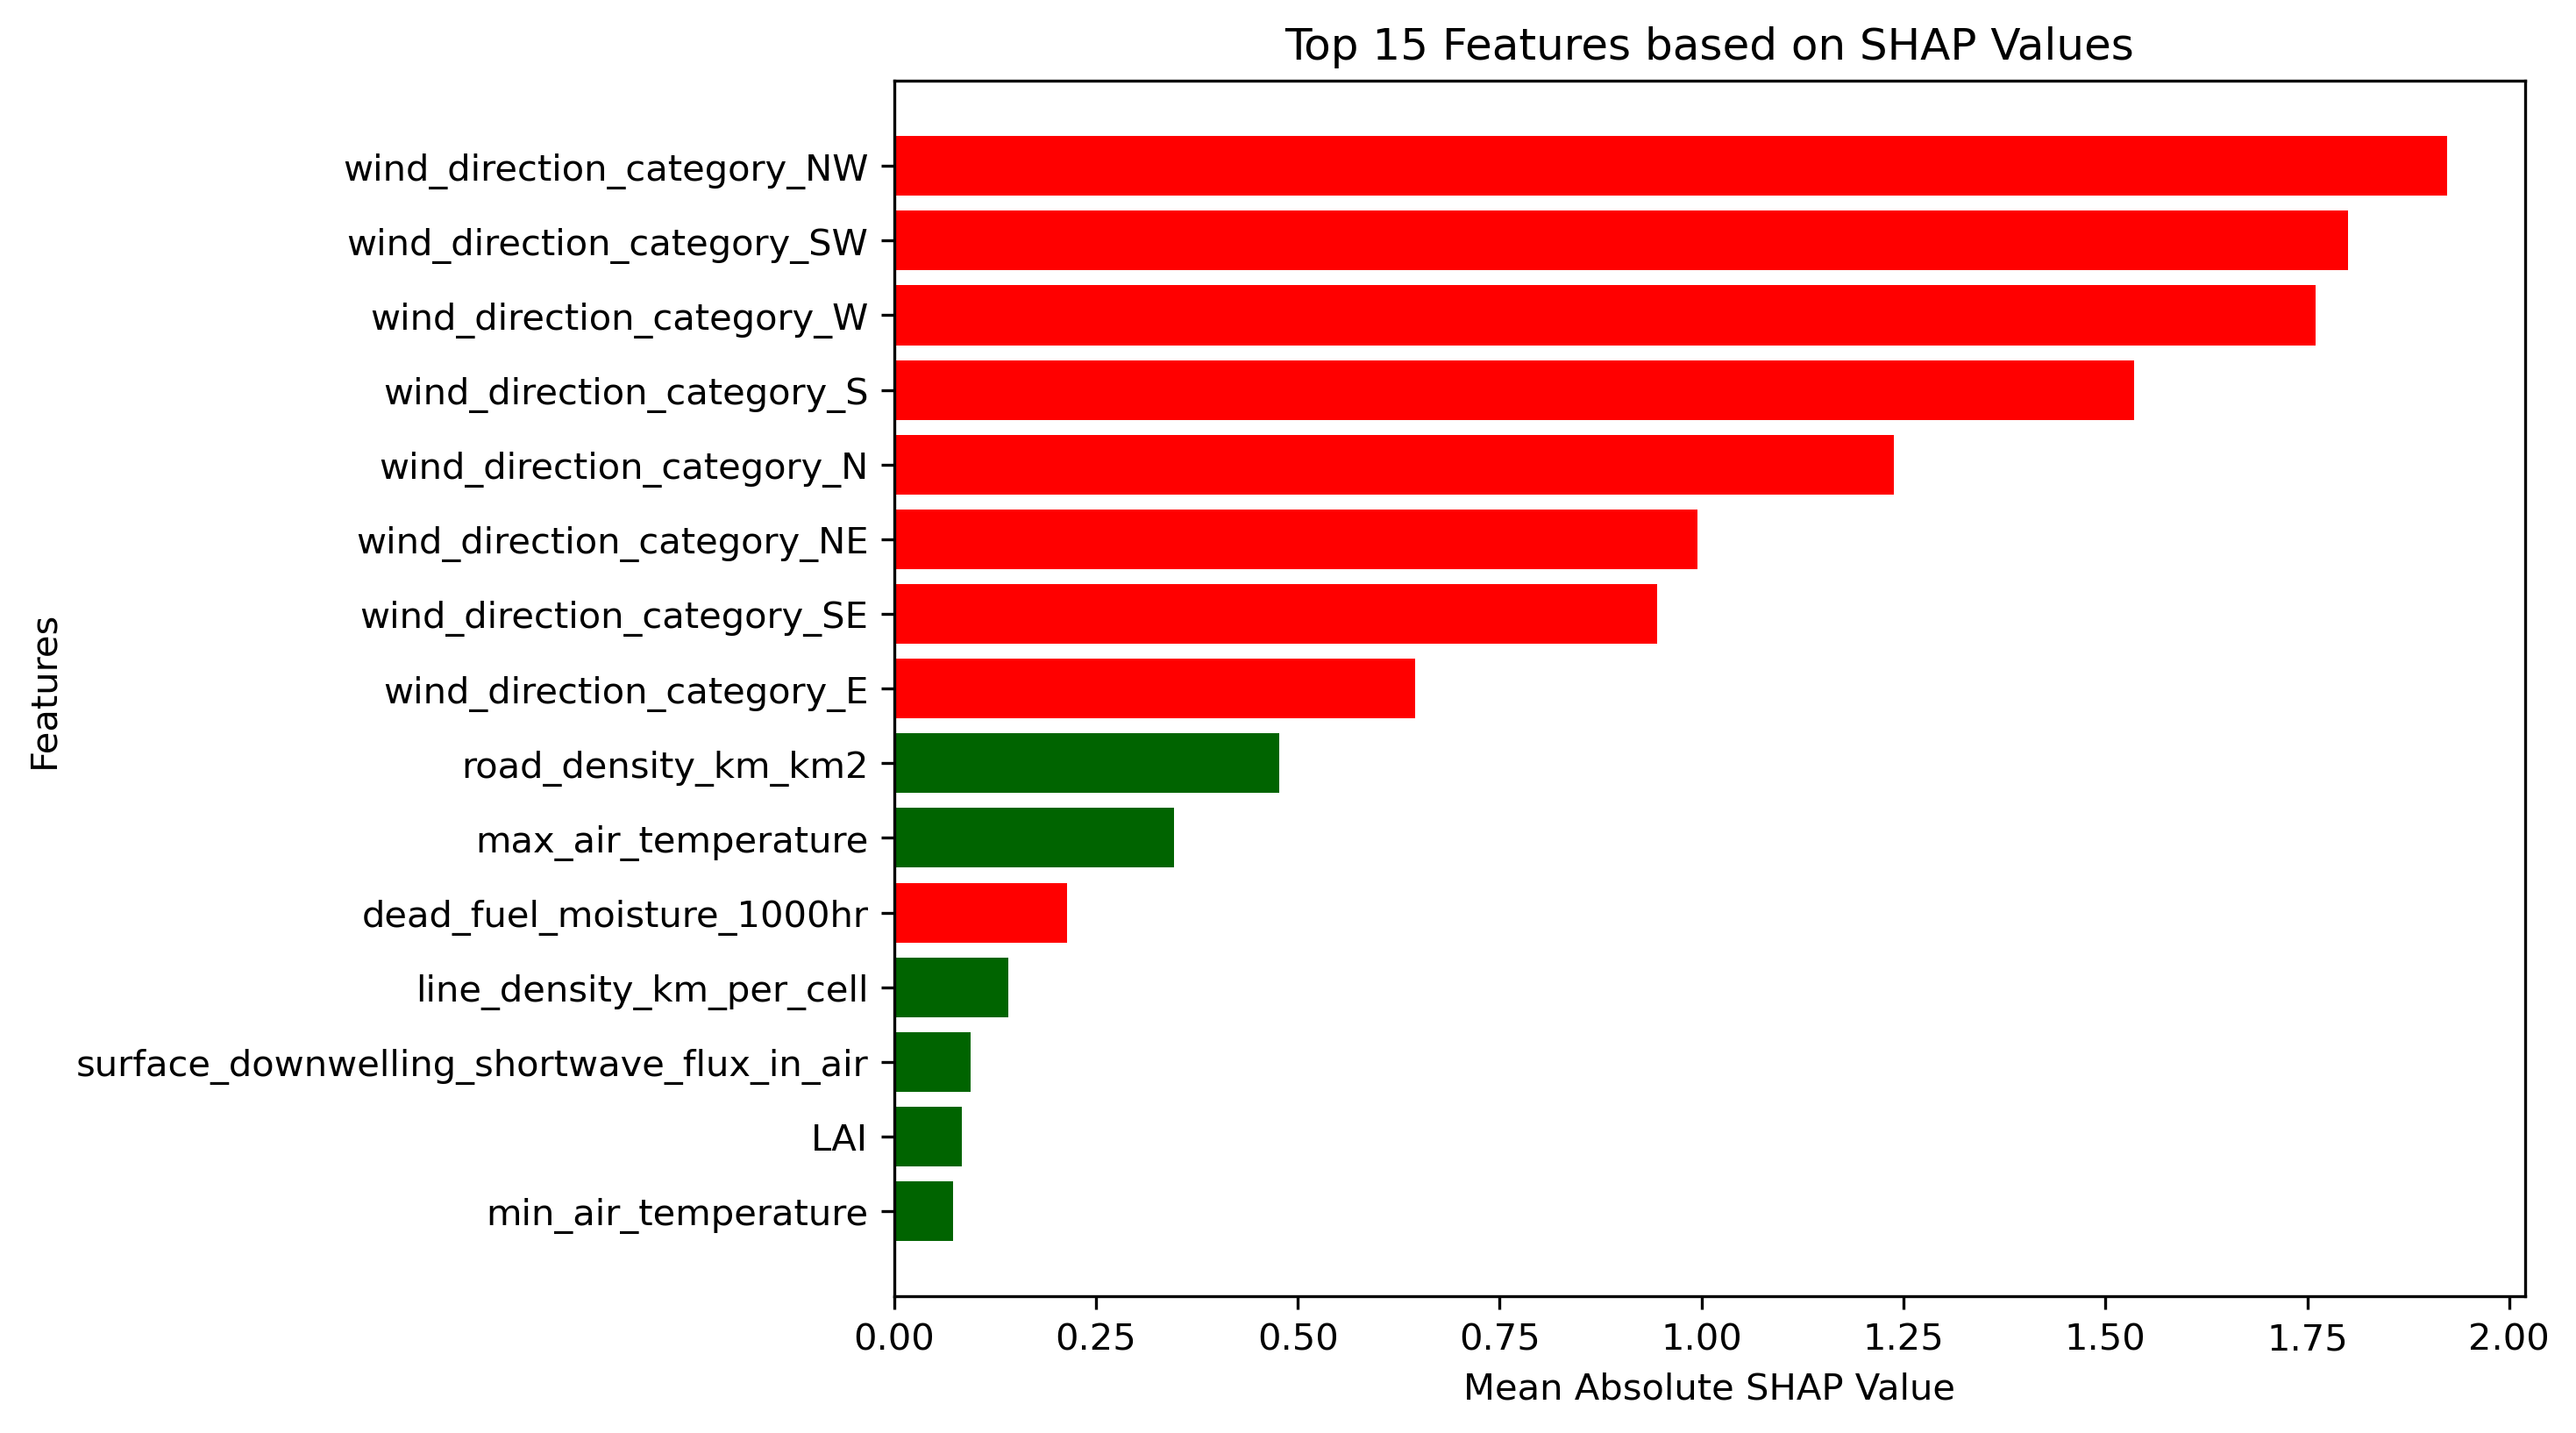 Top 15 Features based on SHAP Values
Features
wind_direction_category_NW
wind_direction_category_SW
wind_direction_category_W
wind_direction_category_S
wind_direction_category_N
wind_direction_category_NE
wind_direction_category_SE
wind_direction_category_E
road_density_km_km2
max_air_temperature
dead_fuel_moisture_1000hr
line_density_km_per_cell
surface_downwelling_shortwave_flux_in_air
LAI
min_air_temperature
0.00 0.25 0.50 0.75 1.00 1.25 1.50 1.75 2.00
Mean Absolute SHAP Value